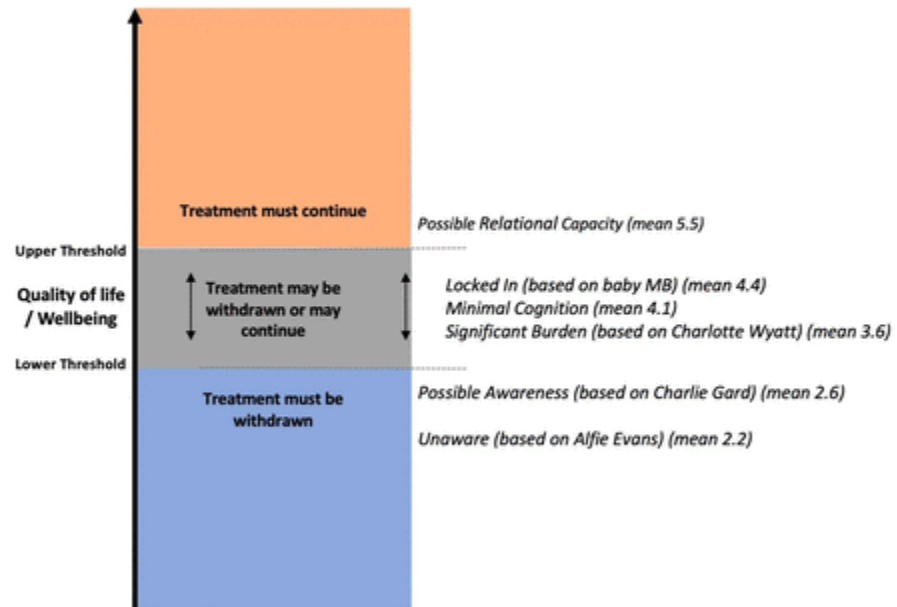 Treatment must continue
Possible Relational Capacity (mean 5.5)
Upper Threshold
Quality of life
/ Wellbeing
Treatment may be
withdrawn or may
continue
Locked In (based on baby MB) (mean 4.4)
Minimal Cognition (mean 4.1)
Significant Burden (based on Charlotte Wyatt) (mean 3.6)
Lower Threshold
Treatment must be
withdrawn
Possible Awareness (based on Charlie Gard) (mean 2.6)
Unaware (based on Alfie Evans) (mean 2.2)